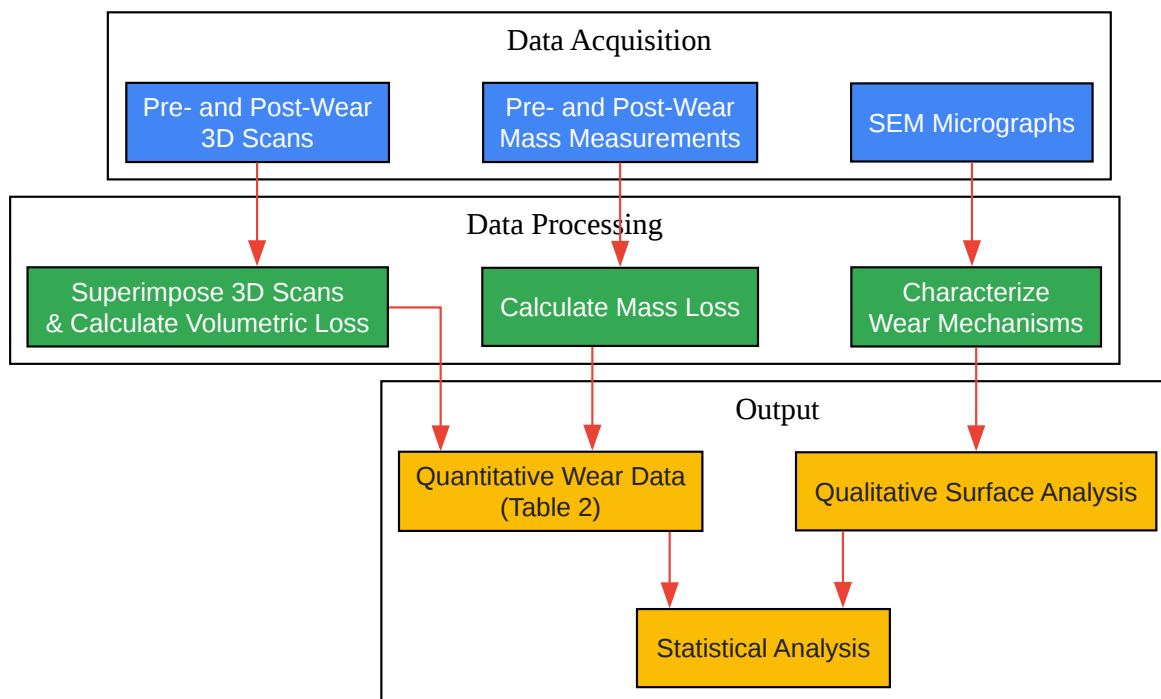 Data Acquisition
Pre- and Post-Wear
3D Scans
Pre- and Post-Wear
Mass Measurements
SEM Micrographs
Data Processing
Superimpose 3D Scans
& Calculate Volumetric Loss
Calculate Mass Loss
Characterize
Wear Mechanisms
Output
Quantitative Wear Data
(Table 2)
Qualitative Surface Analysis
Statistical Analysis